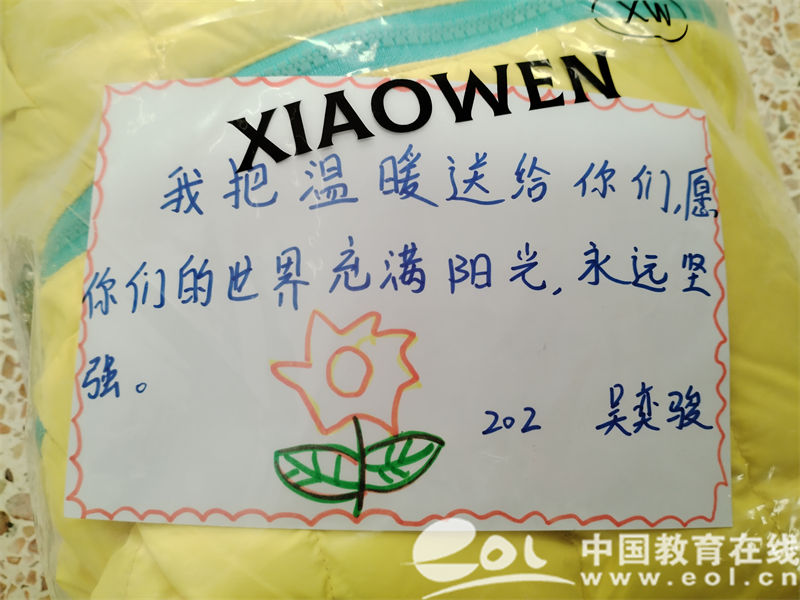 XW
XIAOWEN
我把温暖送给你们,愿
你们的世界充满阳光,永远坚
强。
202 吴奕骏
eol 中国教育在线
www.eol.cn